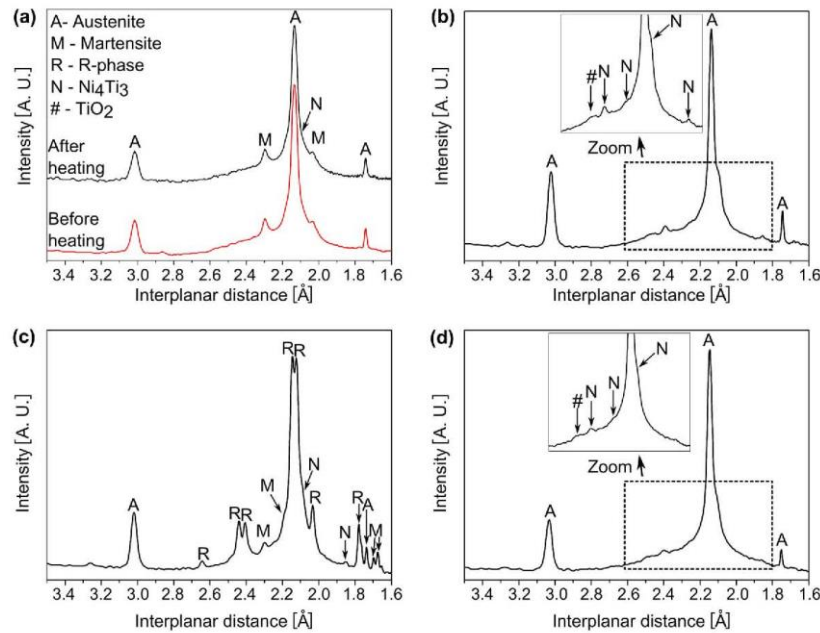 (a)
A- Austenite
M - Martensite
R - R-phase
N - Ni4Ti3
# - TiO2
A
N
A
M
M
A
After
heating
Before
heating
Intensity [A. U.]
3.4 3.2 3.0 2.8 2.6 2.4 2.2 2.0 1.8 1.6
Interplanar distance [Å]
(b)
A
N
# N N
N
Zoom
A
A
Intensity [A. U.]
3.4 3.2 3.0 2.8 2.6 2.4 2.2 2.0 1.8 1.6
Interplanar distance [Å]
(c)
R R
A
M
N
R R
R
R A
M
R
M
N
Intensity [A. U.]
3.4 3.2 3.0 2.8 2.6 2.4 2.2 2.0 1.8 1.6
Interplanar distance [Å]
(d)
A
N
# N N
Zoom
A
A
Intensity [A. U.]
3.4 3.2 3.0 2.8 2.6 2.4 2.2 2.0 1.8 1.6
Interplanar distance [Å]